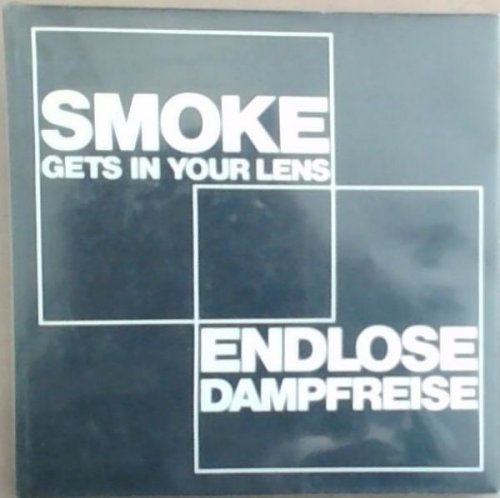 SMOKE
GETS IN YOUR LENS
ENDLOSE
DAMPFREISE